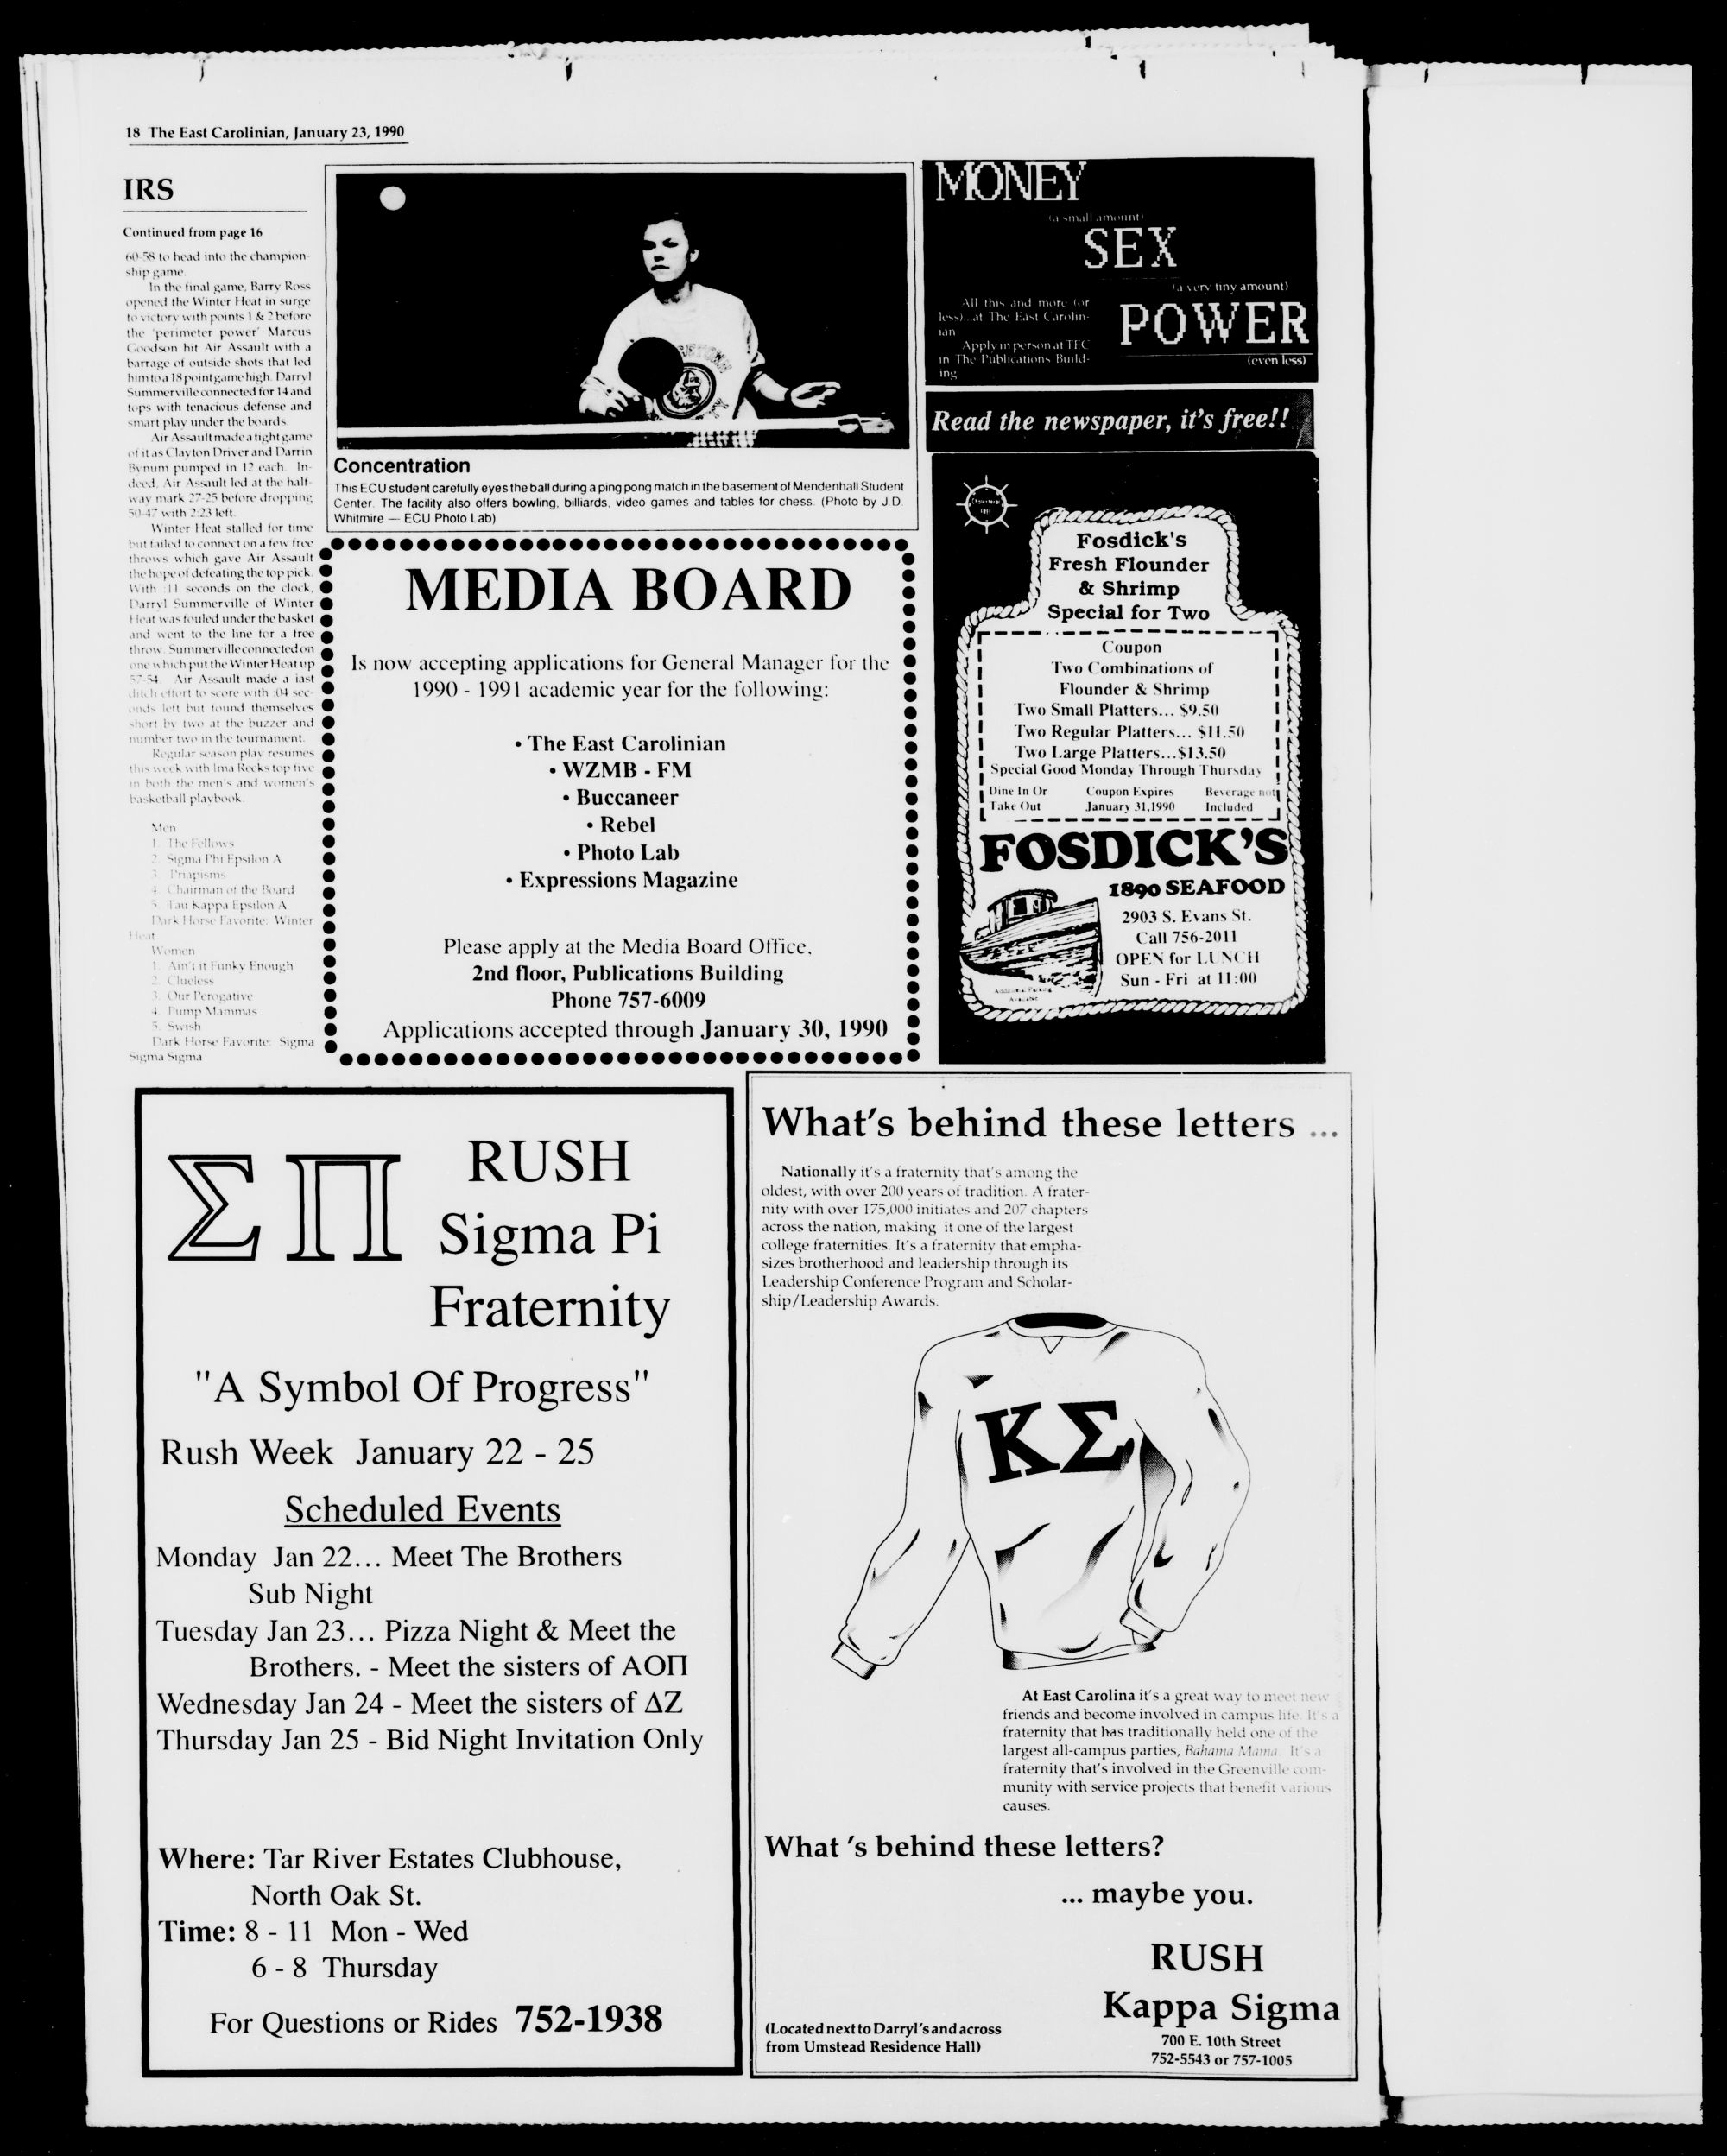 18 The East Carolinian, January 23, 1990
IRS
Continued from page 16
60-58 to head into the champion-
ship game.
In the final game, Barry Ross
opened the Winter Heat in surge
to victory with points 1 & 2 before
the 'perimeter power' Marcus
Goodson hit Air Assault with a
barrage of outside shots that led
him to a 18 point game high. Darryl
Summerville connected for 14 and
tops with tenacious defense and
smart play under the boards.
Air Assault made a tight game
of it as Clayton Driver and Darrin
Bynum pumped in 12 each. In-
deed, Air Assault led at the half-
way mark 27-25 before dropping
50-47 with 2:23 left.
Winter Heat stalled for time
but failed to connect on a few free
throws which gave Air Assault
the hope of defeating the top pick.
With :11 seconds on the clock,
Darryl Summerville of Winter
Heat was fouled under the basket
and went to the line for a free
throw. Summerville connected on
one which put the Winter Heat up
57-54. Air Assault made a last
ditch effort to score with :04 sec-
onds left but found themselves
short by two at the buzzer and
number two in the tournament.
Regular season play resumes
this week with Ima Recks top five
in both the men's and women's
basketball playbook.
Men
1. The Fellows
2. Sigma Phi Epsilon A
3. Priapisms
4. Chairman of the Board
5. Tau Kappa Epsilon A
Dark Horse Favorite: Winter
Heat
Women
1. Ain't it Funky Enough
2. Clueless
3. Our Perogative
4. Pump Mammas
5. Swish
Dark Horse Favorite: Sigma
Sigma Sigma
Concentration
This ECU student carefully eyes the ball during a ping pong match in the basement of Mendenhall Student
Center. The facility also offers bowling, billiards, video games and tables for chess. (Photo by J.D.
Whitmire — ECU Photo Lab)
MONEY
(a small amount)
SEX
(a very tiny amount)
POWER
(even less)
All this and more (or
less)...at The East Carolin-
ian
Apply in person at TEC
in The Publications Build-
ing
Read the newspaper, it's free!!
MEDIA BOARD
Is now accepting applications for General Manager for the
1990 - 1991 academic year for the following:
• The East Carolinian
• WZMB - FM
• Buccaneer
• Rebel
• Photo Lab
• Expressions Magazine
Please apply at the Media Board Office,
2nd floor, Publications Building
Phone 757-6009
Applications accepted through January 30, 1990
Fosdick's
Fresh Flounder
& Shrimp
Special for Two
Coupon
Two Combinations of
Flounder & Shrimp
Two Small Platters... $9.50
Two Regular Platters... $11.50
Two Large Platters...$13.50
Special Good Monday Through Thursday
Dine In Or Coupon Expires Beverage not
Take Out January 31,1990 Included
FOSDICK'S
1890 SEAFOOD
2903 S. Evans St.
Call 756-2011
OPEN for LUNCH
Sun - Fri at 11:00
Additional Parking
Available
ΣΠ
RUSH
Sigma Pi
Fraternity
"A Symbol Of Progress"
Rush Week January 22 - 25
Scheduled Events
Monday Jan 22... Meet The Brothers
Sub Night
Tuesday Jan 23... Pizza Night & Meet the
Brothers. - Meet the sisters of ΑΟΠ
Wednesday Jan 24 - Meet the sisters of ΔΖ
Thursday Jan 25 - Bid Night Invitation Only
Where: Tar River Estates Clubhouse,
North Oak St.
Time: 8 - 11 Mon - Wed
6 - 8 Thursday
For Questions or Rides 752-1938
What's behind these letters ...
Nationally it's a fraternity that's among the
oldest, with over 200 years of tradition. A frater-
nity with over 175,000 initiates and 207 chapters
across the nation, making it one of the largest
college fraternities. It's a fraternity that empha-
sizes brotherhood and leadership through its
Leadership Conference Program and Scholar-
ship/Leadership Awards.
ΚΣ
At East Carolina it's a great way to meet new
friends and become involved in campus life. It's a
fraternity that has traditionally held one of the
largest all-campus parties, Bahama Mama. It's a
fraternity that's involved in the Greenville com-
munity with service projects that benefit various
causes.
What 's behind these letters?
... maybe you.
RUSH
Kappa Sigma
700 E. 10th Street
752-5543 or 757-1005
(Located next to Darryl's and across
from Umstead Residence Hall)